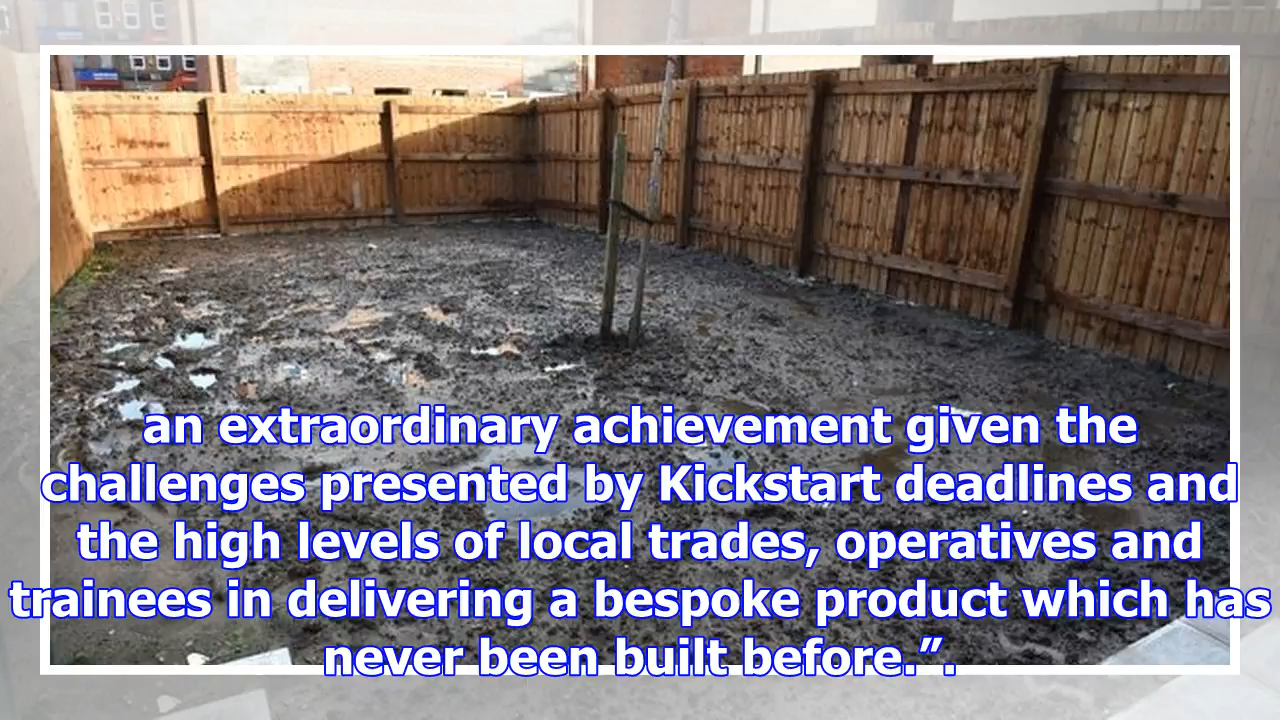 an extraordinary achievement given the
challenges presented by Kickstart deadlines and
the high levels of local trades, operatives and
trainees in delivering a bespoke product which has
never been built before.”.